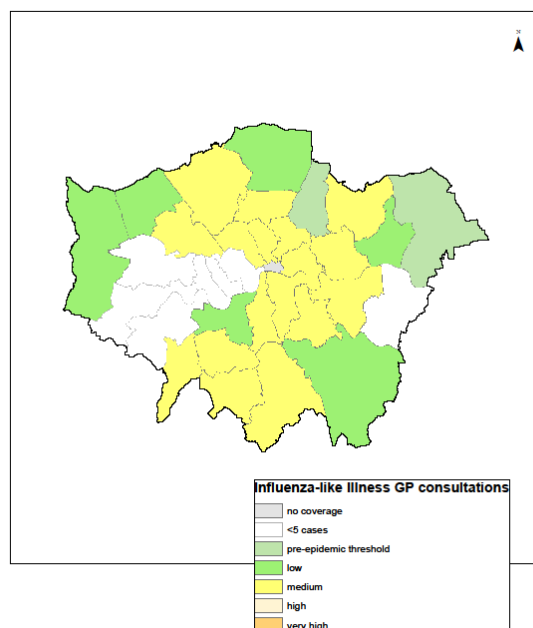 N
Influenza-like Illness GP consultations
no coverage
<5 cases
pre-epidemic threshold
low
medium
high
very high